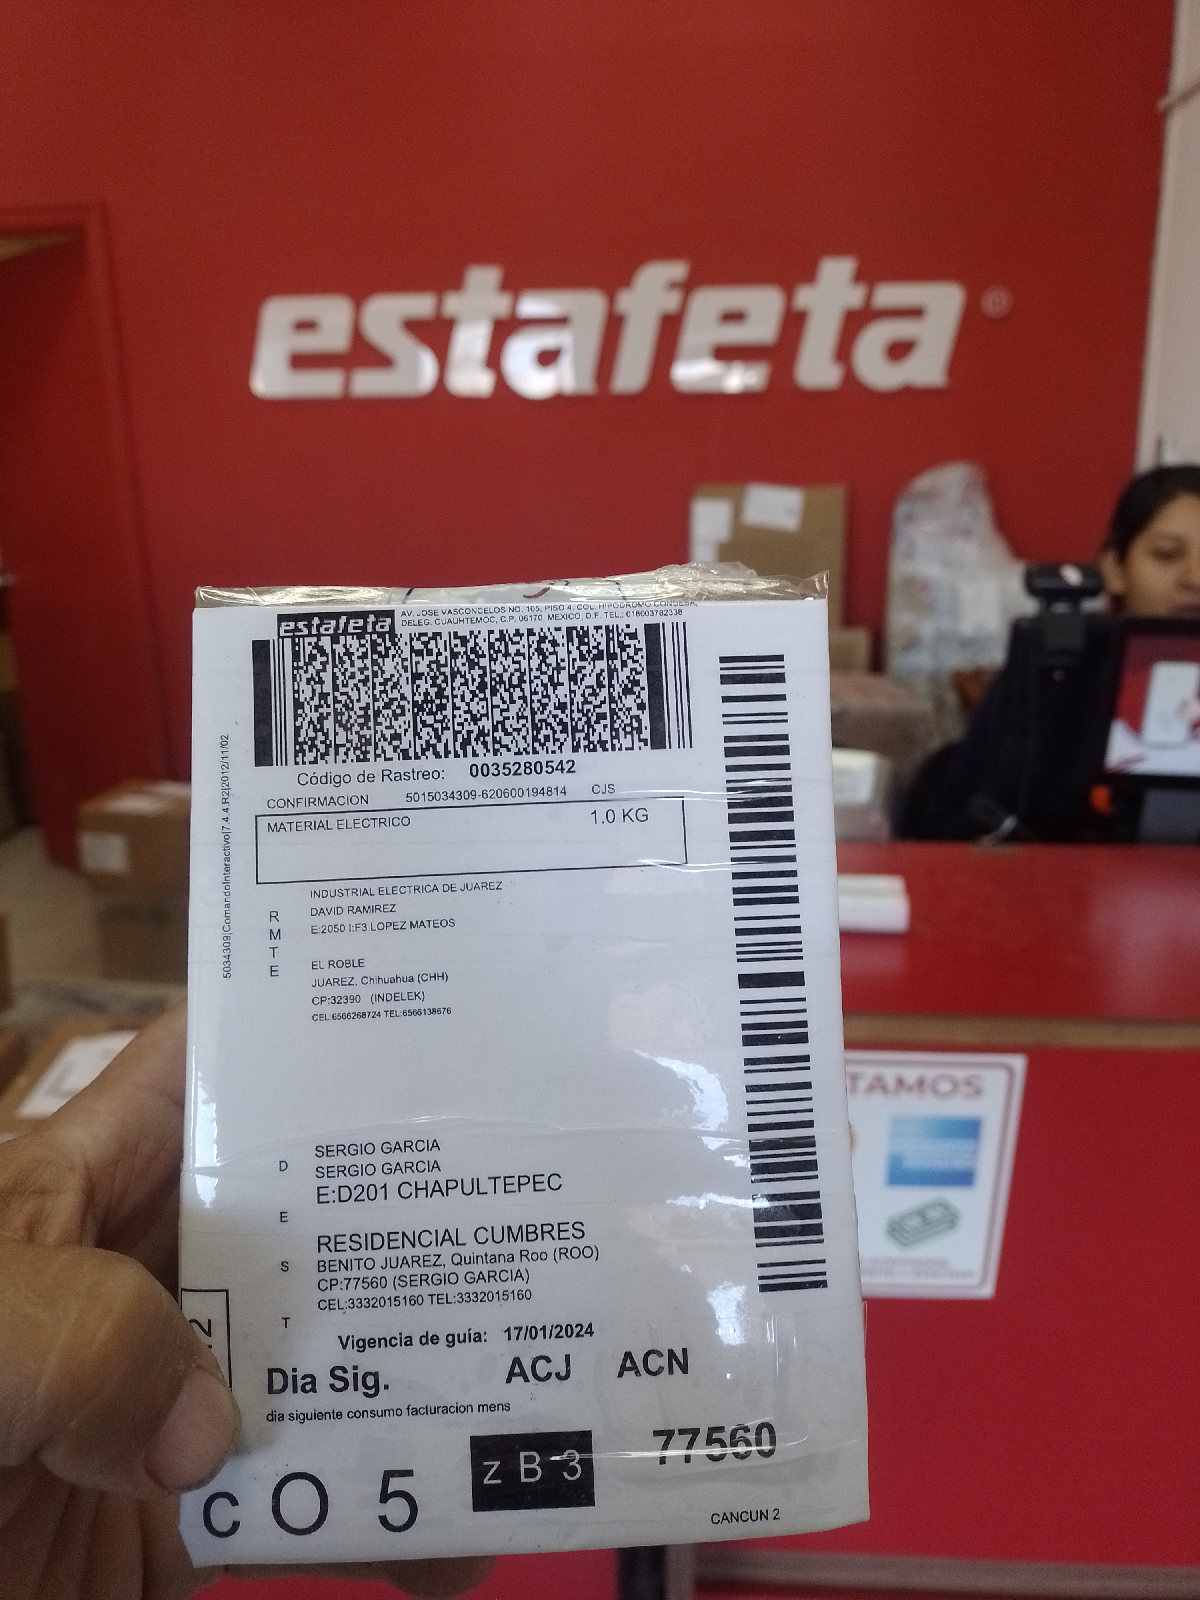 estafeta®
estafeta
AV. JOSE VASCONCELOS NO. 105, PISO 4, COL. HIPODROMO CONDESA,
DELEG. CUAUHTEMOC, C.P. 06170, MEXICO, D.F. TEL.: 018003782338
Código de Rastreo: 0035280542
CONFIRMACION 5015034309-620600194814 CJS
MATERIAL ELECTRICO 1.0 KG
5034309|ComandoInteractivo|7.4.4.R2|2012/11/02
RMTE
INDUSTRIAL ELECTRICA DE JUAREZ
DAVID RAMIREZ
E:2050 I:F3 LOPEZ MATEOS
EL ROBLE
JUAREZ, Chihuahua (CHH)
CP:32390 (INDELEK)
CEL:6566268724 TEL:6566138676
DEST
SERGIO GARCIA
SERGIO GARCIA
E:D201 CHAPULTEPEC
RESIDENCIAL CUMBRES
BENITO JUAREZ, Quintana Roo (ROO)
CP:77560 (SERGIO GARCIA)
CEL:3332015160 TEL:3332015160
Vigencia de guía: 17/01/2024
Dia Sig. ACJ ACN
dia siguiente consumo facturacion mens
77560
c O 5 z B 3
CANCUN 2
TAMOS